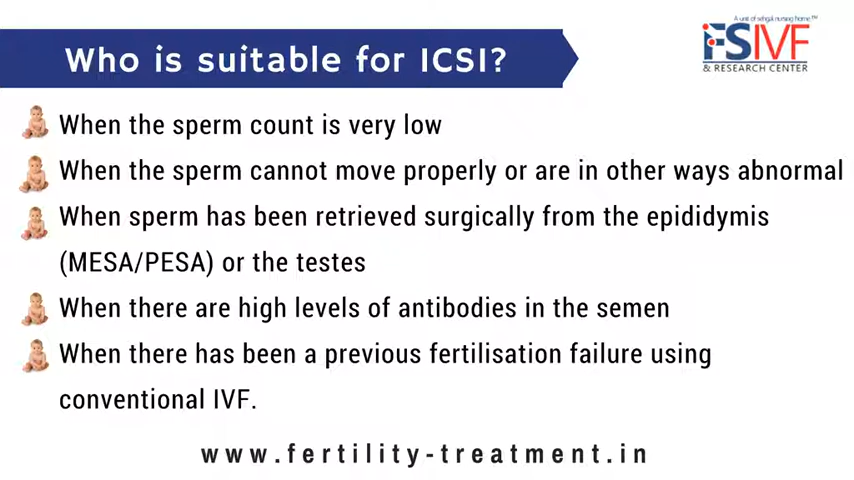 A unit of sehgal nursing home™
Who is suitable for ICSI?
FSIVF
& RESEARCH CENTER
When the sperm count is very low
When the sperm cannot move properly or are in other ways abnormal
When sperm has been retrieved surgically from the epididymis
(MESA/PESA) or the testes
When there are high levels of antibodies in the semen
When there has been a previous fertilisation failure using
conventional IVF.
www.fertility-treatment.in